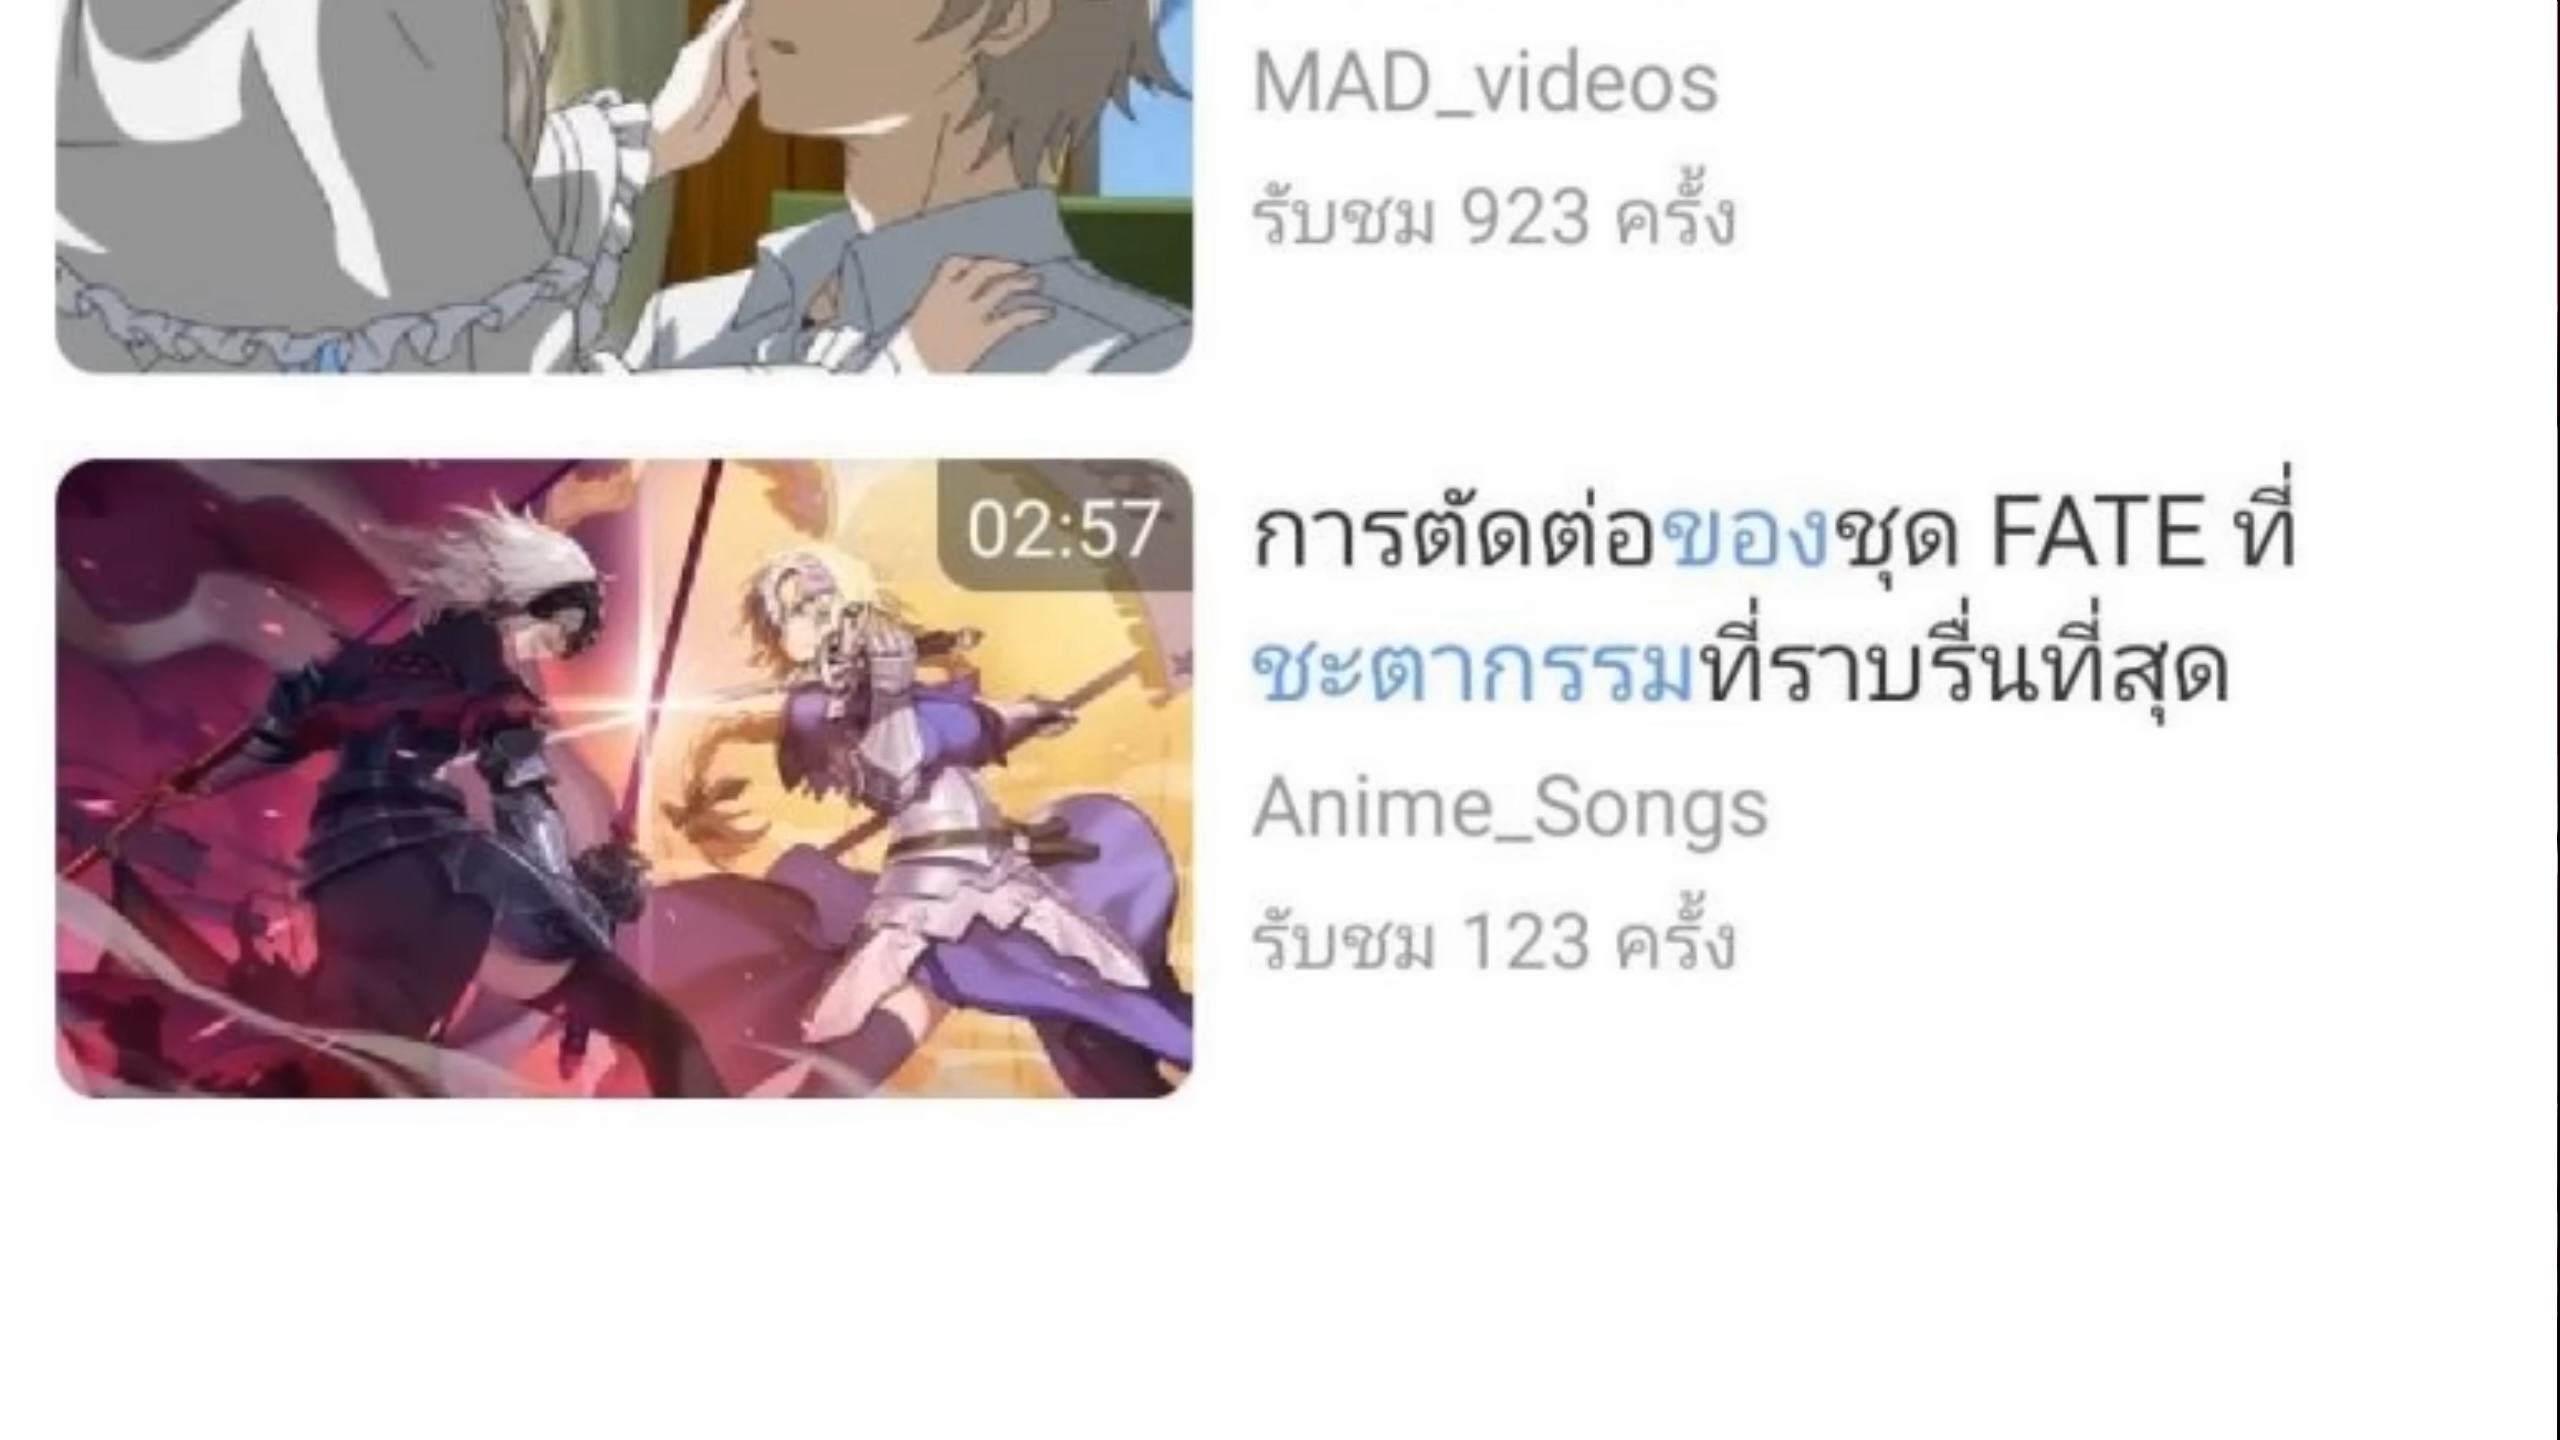 MAD_videos
รับชม 923 ครั้ง
02:57
การตัดต่อของชุด FATE ที่
ชะตากรรมที่ราบรื่นที่สุด
Anime_Songs
รับชม 123 ครั้ง